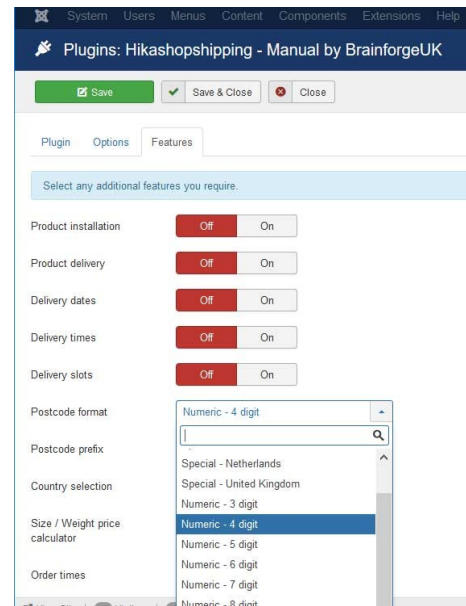 System Users Menus Content Components Extensions Help
Plugins: Hikashopshipping - Manual by BrainforgeUK
Save Save & Close Close
Plugin Options Features
Select any additional features you require.
Product installation Off On
Product delivery Off On
Delivery dates Off On
Delivery times Off On
Delivery slots Off On
Postcode format Numeric - 4 digit
Postcode prefix
Special - Netherlands
Country selection Special - United Kingdom
Numeric - 3 digit
Size / Weight price Numeric - 4 digit
calculator
Numeric - 5 digit
Order times Numeric - 6 digit
Numeric - 7 digit
Numeric - 8 digit